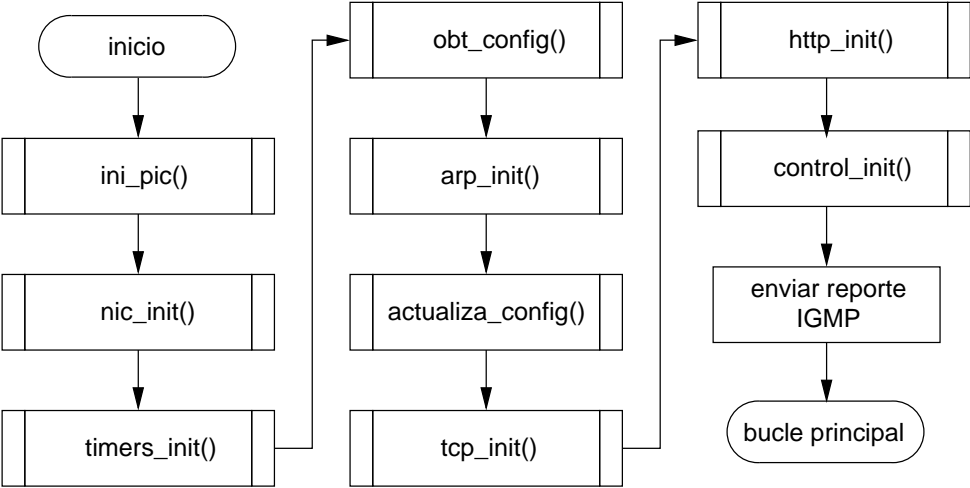 inicio
ini_pic()
nic_init()
timers_init()
obt_config()
arp_init()
actualiza_config()
tcp_init()
http_init()
control_init()
enviar reporte
IGMP
bucle principal